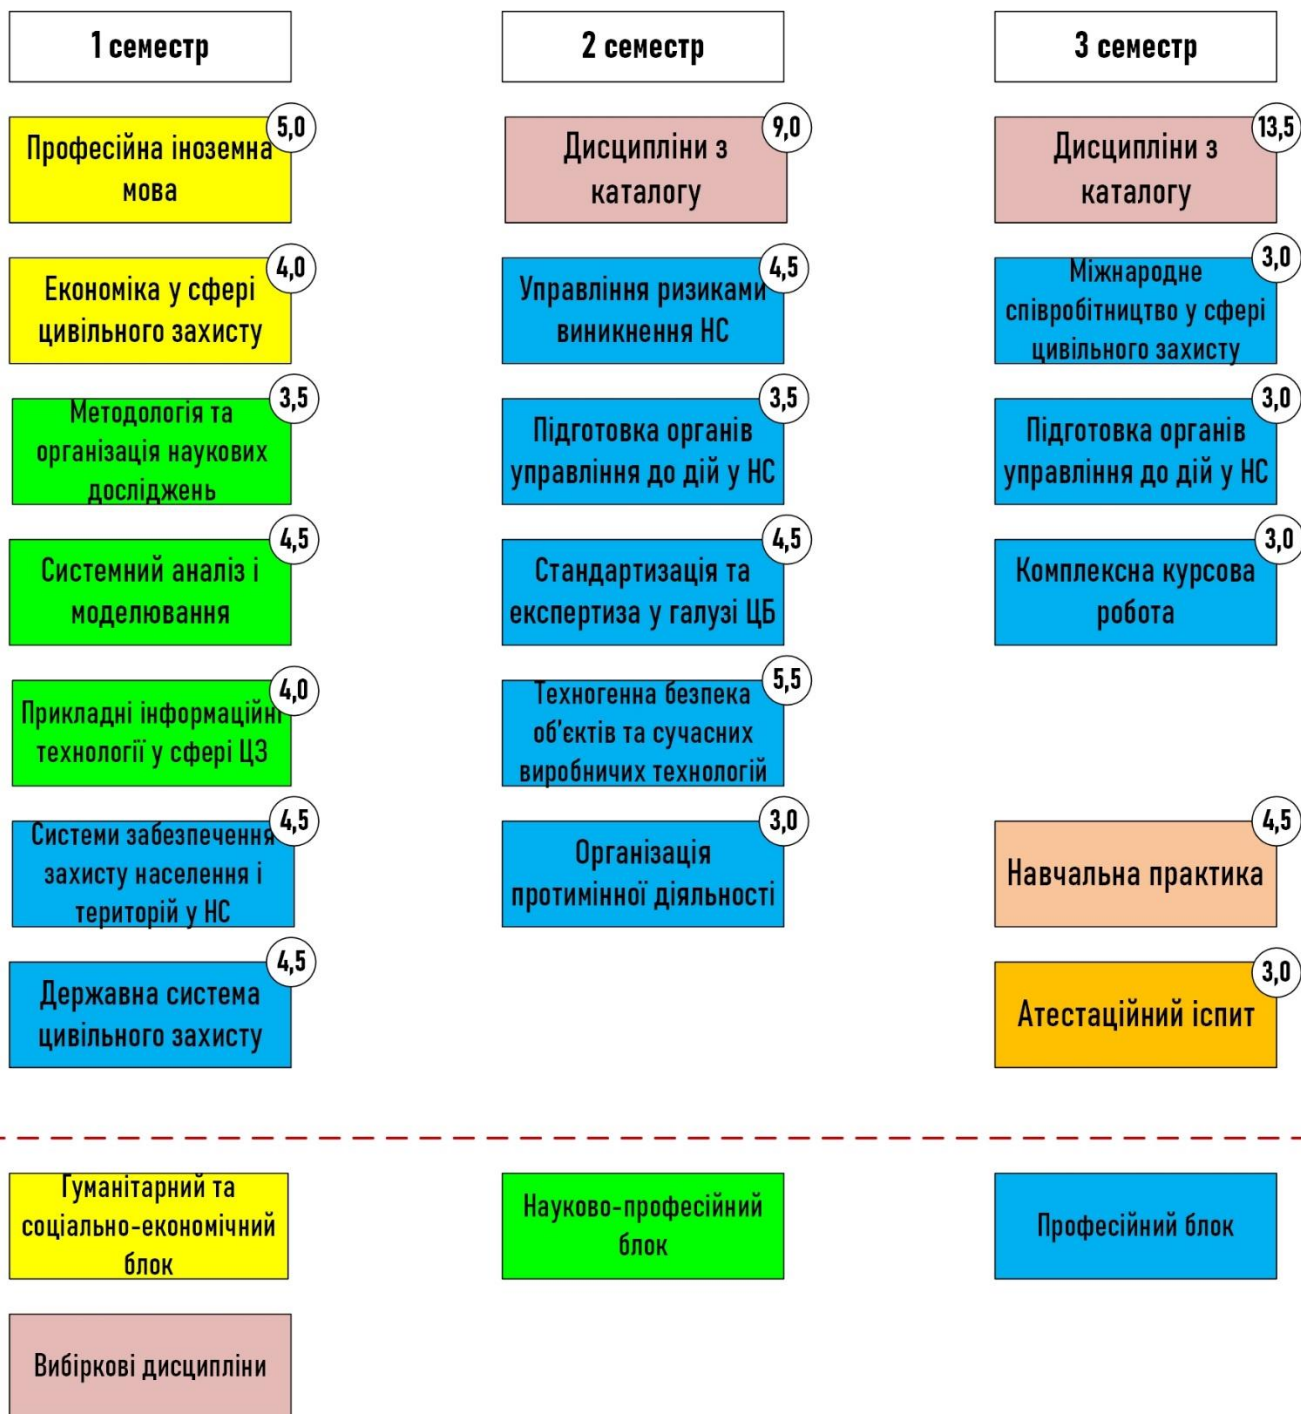 1 семестр
2 семестр
3 семестр
5,0
Професійна іноземна
мова
9,0
Дисципліни з
каталогу
13,5
Дисципліни з
каталогу
4,0
Економіка у сфері
цивільного захисту
4,5
Управління ризиками
виникнення НС
3,0
Міжнародне
співробітництво у сфері
цивільного захисту
3,5
Методологія та
організація наукових
досліджень
3,5
Підготовка органів
управління до дій у НС
3,0
Підготовка органів
управління до дій у НС
4,5
Системний аналіз і
моделювання
4,5
Стандартизація та
експертиза у галузі ЦБ
3,0
Комплексна курсова
робота
4,0
Прикладні інформаційні
технології у сфері ЦЗ
5,5
Техногенна безпека
об'єктів та сучасних
виробничих технологій
4,5
Системи забезпечення
захисту населення і
територій у НС
3,0
Організація
протимінної діяльності
4,5
Навчальна практика
4,5
Державна система
цивільного захисту
3,0
Атестаційний іспит
Гуманітарний та
соціально-економічний
блок
Науково-професійний
блок
Професійний блок
Вибіркові дисципліни